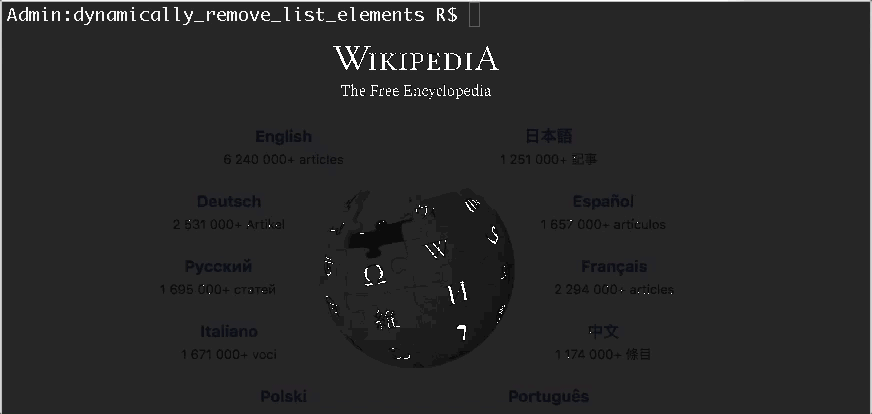 Admin:dynamically_remove_list_elements R$
WIKIPEDIA
The Free Encyclopedia
English
6 240 000+ articles
日本語
1 251 000+ 記事
Deutsch
2 531 000+ Artikel
Español
1 657 000+ artículos
Русский
1 695 000+ статей
Français
2 294 000+ articles
Italiano
1 671 000+ voci
中文
1 174 000+ 條目
Polski
Português
Ω
W
И
7
S